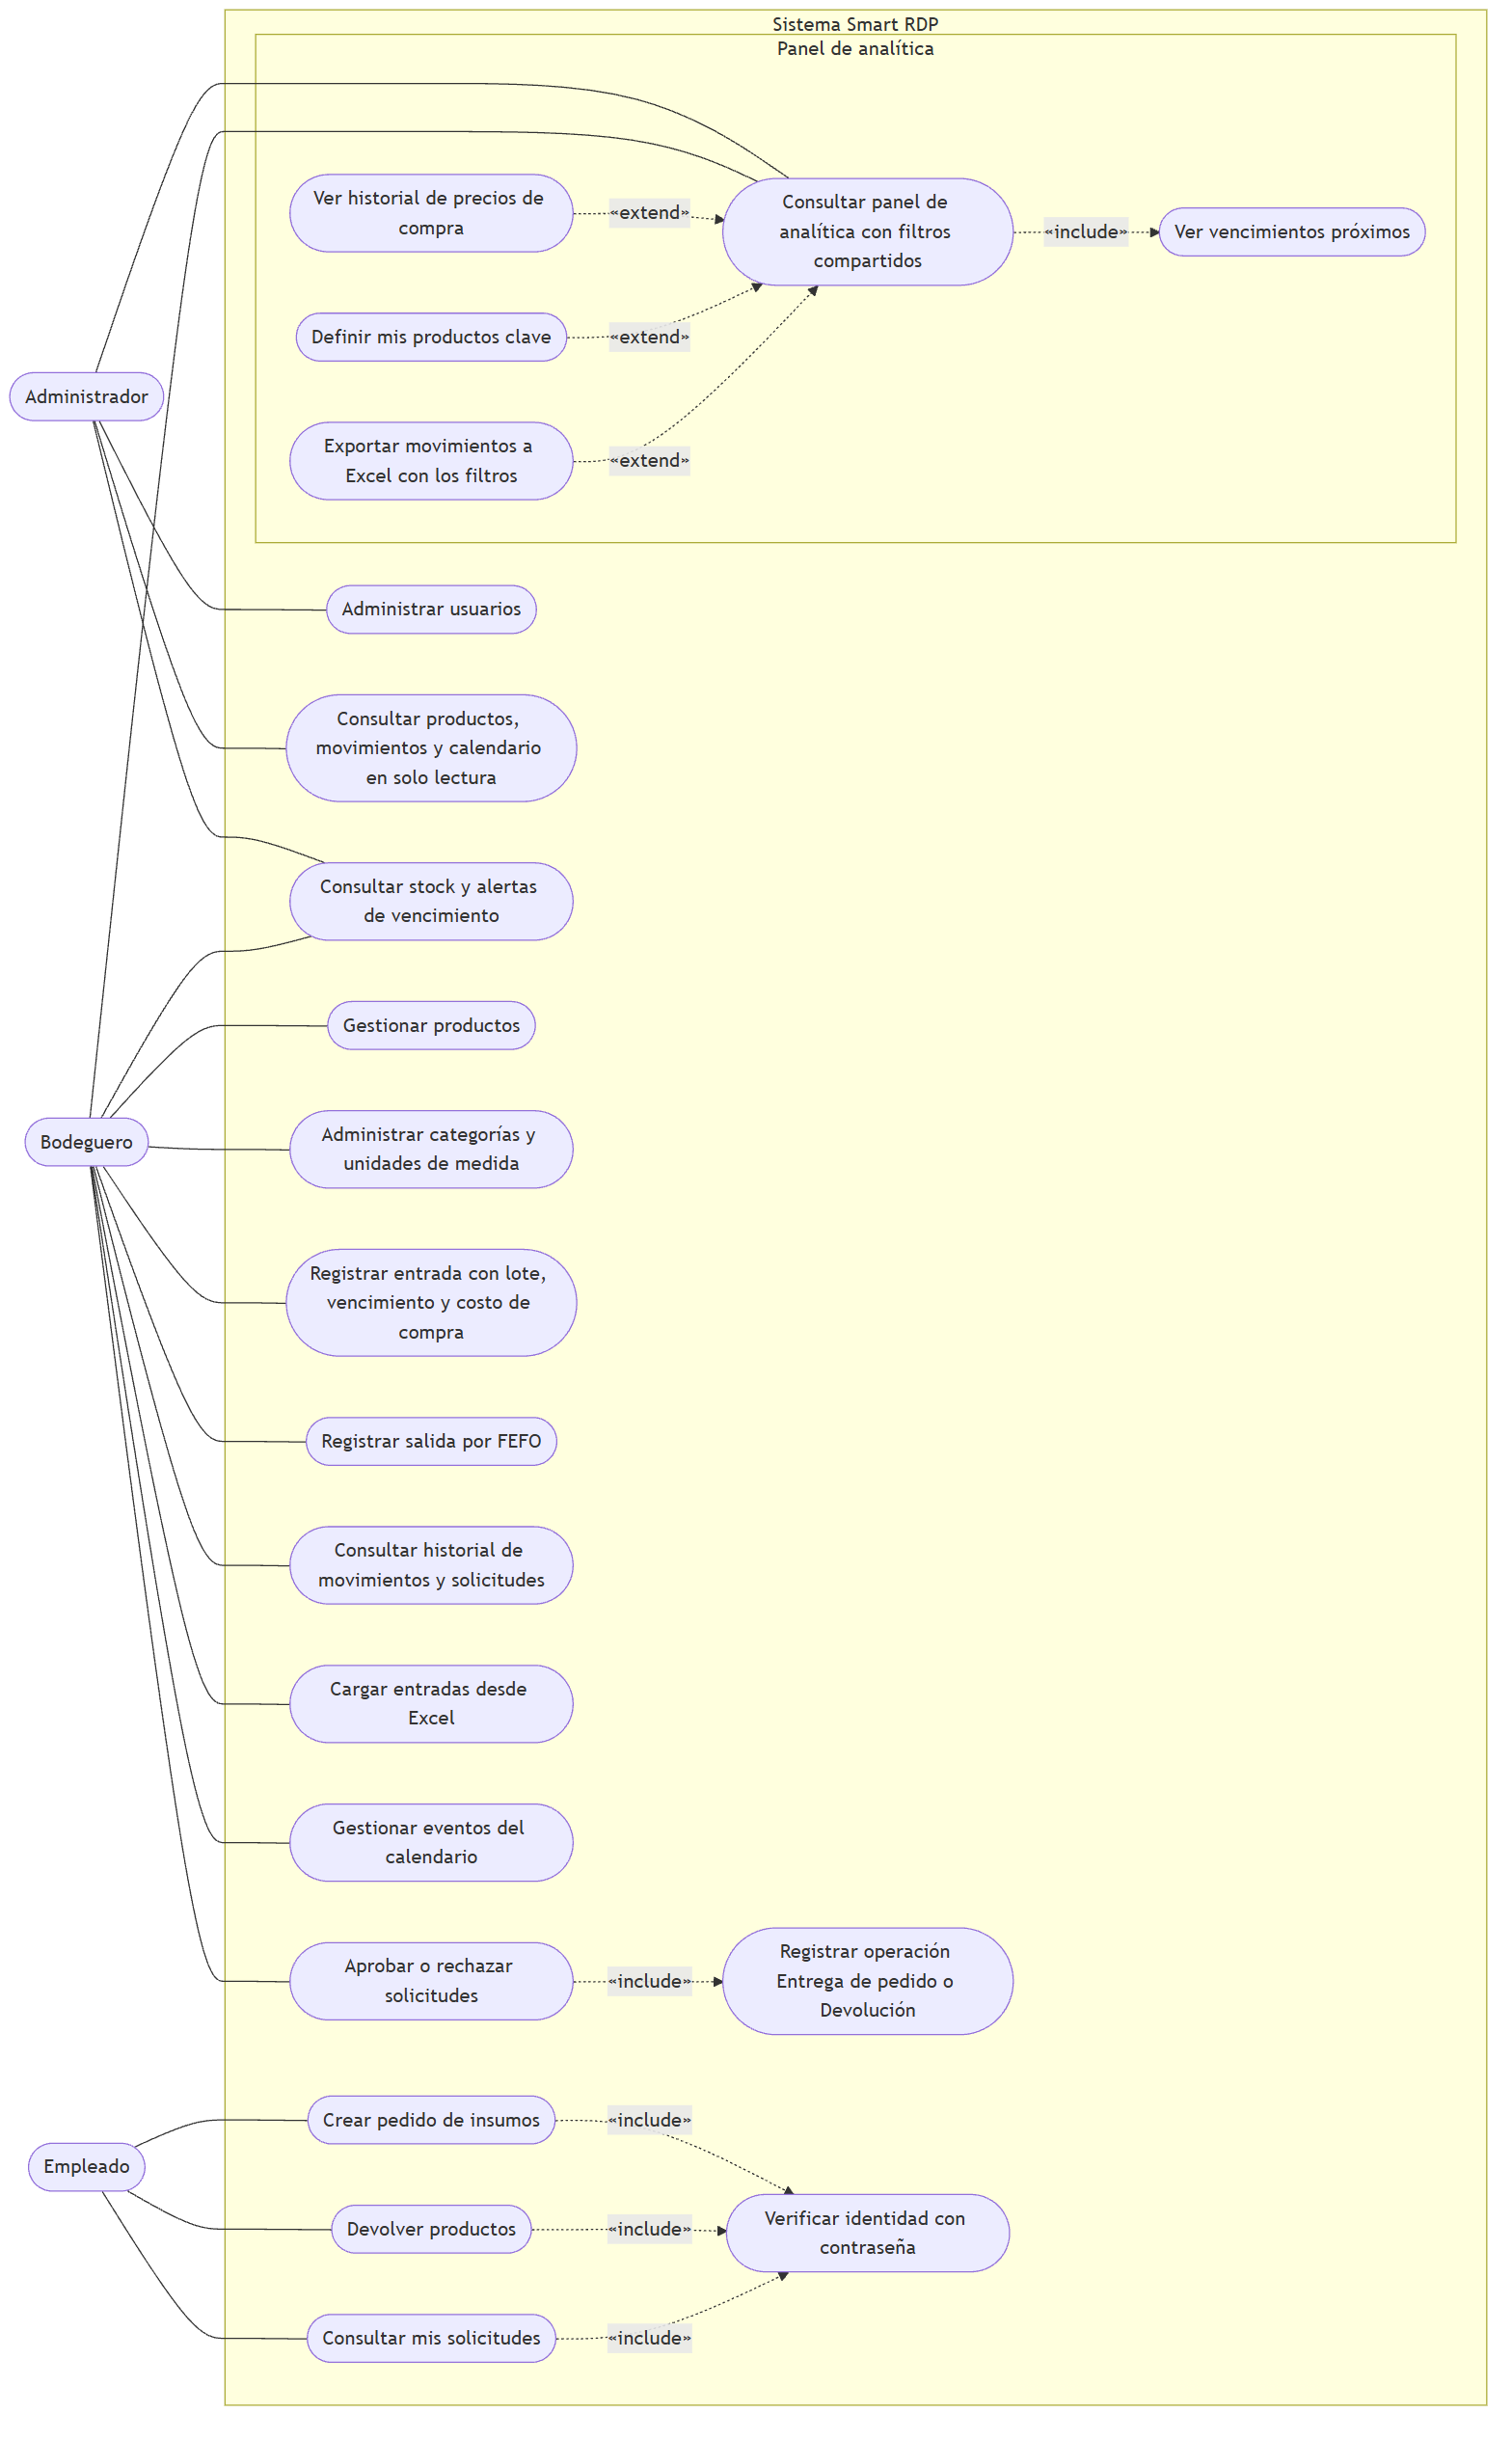 Sistema Smart RDP
Panel de analítica
Ver historial de precios de
compra
«extend»
Consultar panel de
analítica con filtros
compartidos
«include»
Ver vencimientos próximos
Definir mis productos clave
«extend»
Administrador
Exportar movimientos a
Excel con los filtros
«extend»
Administrar usuarios
Consultar productos,
movimientos y calendario
en solo lectura
Consultar stock y alertas
de vencimiento
Gestionar productos
Bodeguero
Administrar categorías y
unidades de medida
Registrar entrada con lote,
vencimiento y costo de
compra
Registrar salida por FEFO
Consultar historial de
movimientos y solicitudes
Cargar entradas desde
Excel
Gestionar eventos del
calendario
Aprobar o rechazar
solicitudes
«include»
Registrar operación
Entrega de pedido o
Devolución
Crear pedido de insumos
«include»
Empleado
Devolver productos
«include»
Verificar identidad con
contraseña
Consultar mis solicitudes
«include»